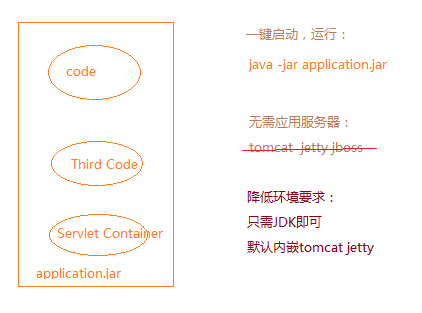 code
Third Code
Servlet Container
application.jar
一键启动，运行：
java -jar application.jar
无需应用服务器：
tomcat jetty jboss
降低环境要求：
只需JDK即可
默认内嵌tomcat jetty